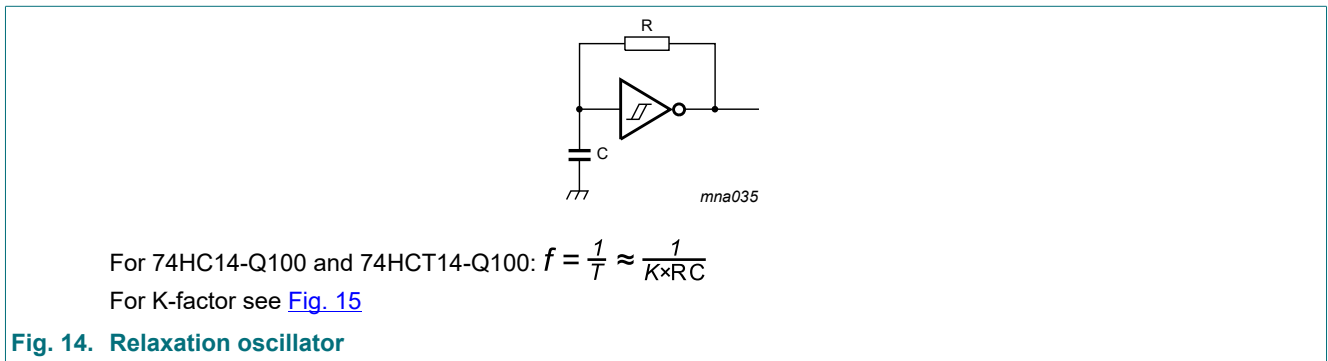 R
C
mna035
For 74HC14-Q100 and 74HCT14-Q100: f = 1/T ≈ 1/(K×RC)
For K-factor see Fig. 15
Fig. 14. Relaxation oscillator